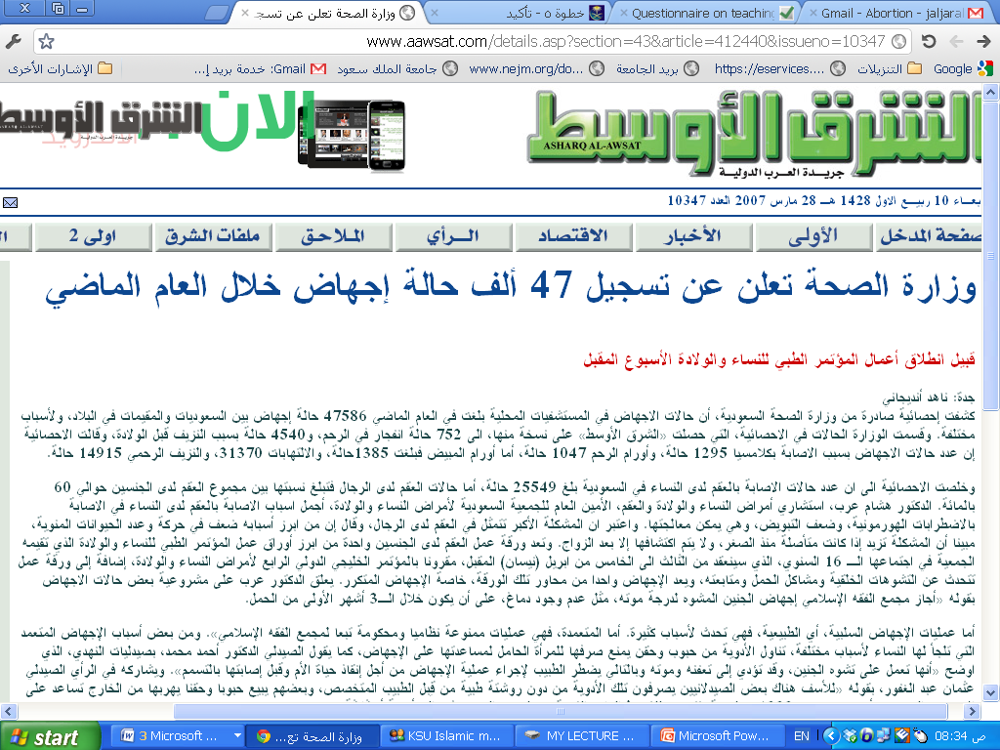 Gmail - Abortion - jaljaral
Questionnaire on teaching
خطوة ٥ - تأكيد
وزارة الصحة تعلن عن تسج
www.aawsat.com/details.asp?section=43&article=412440&issueno=10347
Google
التنزيلات
https://eservices....
بريد الجامعة
www.nejm.org/do...
جامعة الملك سعود
Gmail: خدمة بريد إ...
الإشارات الأخرى
الشرق الأوسط
ASHARQ AL-AWSAT
جريدة العرب الدولية
الشرق الأوسط الان
جريدة العرب الدولية
اندرويد
بعـاء 10 ربيـع الاول 1428 هـ 28 مارس 2007 العدد 10347
صفحة المدخل
الأولى
الأخبار
الاقتصاد
الـرأي
المـلاحـق
ملفات الشرق
اولى 2
وزارة الصحة تعلن عن تسجيل 47 ألف حالة إجهاض خلال العام الماضي
قبيل انطلاق أعمال المؤتمر الطبي للنساء والولادة الأسبوع المقبل
جدة: ناهد أنديجاني
كشفت إحصائية صادرة من وزارة الصحة السعودية، أن حالات الاجهاض في المستشفيات المحلية بلغت في العام الماضي 47586 حالة إجهاض بين السعوديات والمقيمات في البلاد، ولأسباب
مختلفة. وقسمت الوزارة الحالات في الاحصائية، التي حصلت «الشرق الأوسط» على نسخة منها، الى 752 حالة انفجار في الرحم، و4540 حالة بسبب النزيف قبل الولادة، وقالت الاحصائية
إن عدد حالات الاجهاض بسبب الاصابة بكلامسيا 1295 حالة، وأورام الرحم 1047 حالة، أما أورام المبيض فبلغت 1385حالة، والالتهابات 31370، والنزيف الرحمي 14915 حالة.
وخلصت الاحصائية الى ان عدد حالات الاصابة بالعقم لدى النساء في السعودية بلغ 25549 حالة، أما حالات العقم لدى الرجال فتبلغ نسبتها بين مجموع العقم لدى الجنسين حوالي 60
بالمائة. الدكتور هشام عرب، استشاري أمراض النساء والولادة والعقم، الأمين العام للجمعية السعودية لأمراض النساء والولادة، أجمل اسباب الاصابة بالعقم لدى النساء في الاصابة
بالاضطرابات الهورمونية، وضعف التبويض، وهي يمكن معالجتها. واعتبر ان المشكلة الأكبر تتمثل في العقم لدى الرجال، وقال إن من ابرز أسبابه ضعف في حركة وعدد الحيوانات المنوية،
مبينا أن المشكلة تزيد إذا كانت متأصلة منذ الصغر، ولا يتم اكتشافها إلا بعد الزواج. وتعد ورقة عمل العقم لدى الجنسين واحدة من ابرز أوراق عمل المؤتمر الطبي للنساء والولادة الذي تقيمه
الجمعية في اجتماعها الـ 16 السنوي، الذي سينعقد من الثالث الى الخامس من ابريل (نيسان) المقبل، مقرونا بالمؤتمر الخليجي الدولي الرابع لأمراض النساء والولادة، إضافة إلى ورقة عمل
تتحدث عن التشوهات الخلقية ومشاكل الحمل ومتابعته، ويعد الإجهاض واحدا من محاور تلك الورقة، خاصة الإجهاض المتكرر. يعلق الدكتور عرب على مشروعية بعض حالات الاجهاض
بقوله «أجاز مجمع الفقه الإسلامي إجهاض الجنين المشوه لدرجة موته، مثل عدم وجود دماغ، على أن يكون خلال الـ3 أشهر الأولى من الحمل.
أما عمليات الإجهاض السلبية، أي الطبيعية، فهي تحدث لأسباب كثيرة. أما المتعمدة، فهي عمليات ممنوعة نظاميا ومحكومة تبعا لمجمع الفقه الإسلامي». ومن بعض أسباب الإجهاض المتعمد
التي تلجأ لها النساء لأسباب مختلفة، تناول الأدوية من حبوب وحقن يمنع صرفها للمرأة الحامل لمساعدتها على الإجهاض، كما يقول الصيدلي الدكتور أحمد محمد، بصيدليات النهدي، الذي
اوضح «أنها تعمل على تشوه الجنين، وقد تؤدي إلى تعفنه وموته وبالتالي يضطر الطبيب لإجراء عملية الإجهاض من أجل إنقاذ حياة الأم وقبل إصابتها بالتسمم». ويشاركه في الرأي الصيدلي
عثمان عبد الغفور، بقوله «للأسف هناك بعض الصيدلانيين يصرفون تلك الأدوية من دون روشتة طبية من قبل الطبيب المتخصص، وبعضهم يبيع حبوبا وحقنا يهربها من الخارج تساعد على
start
3 Microsoft ...
وزارة الصحة تع...
KSU Islamic m...
MY LECTURE ...
Microsoft Pow...
EN
08:34 ص